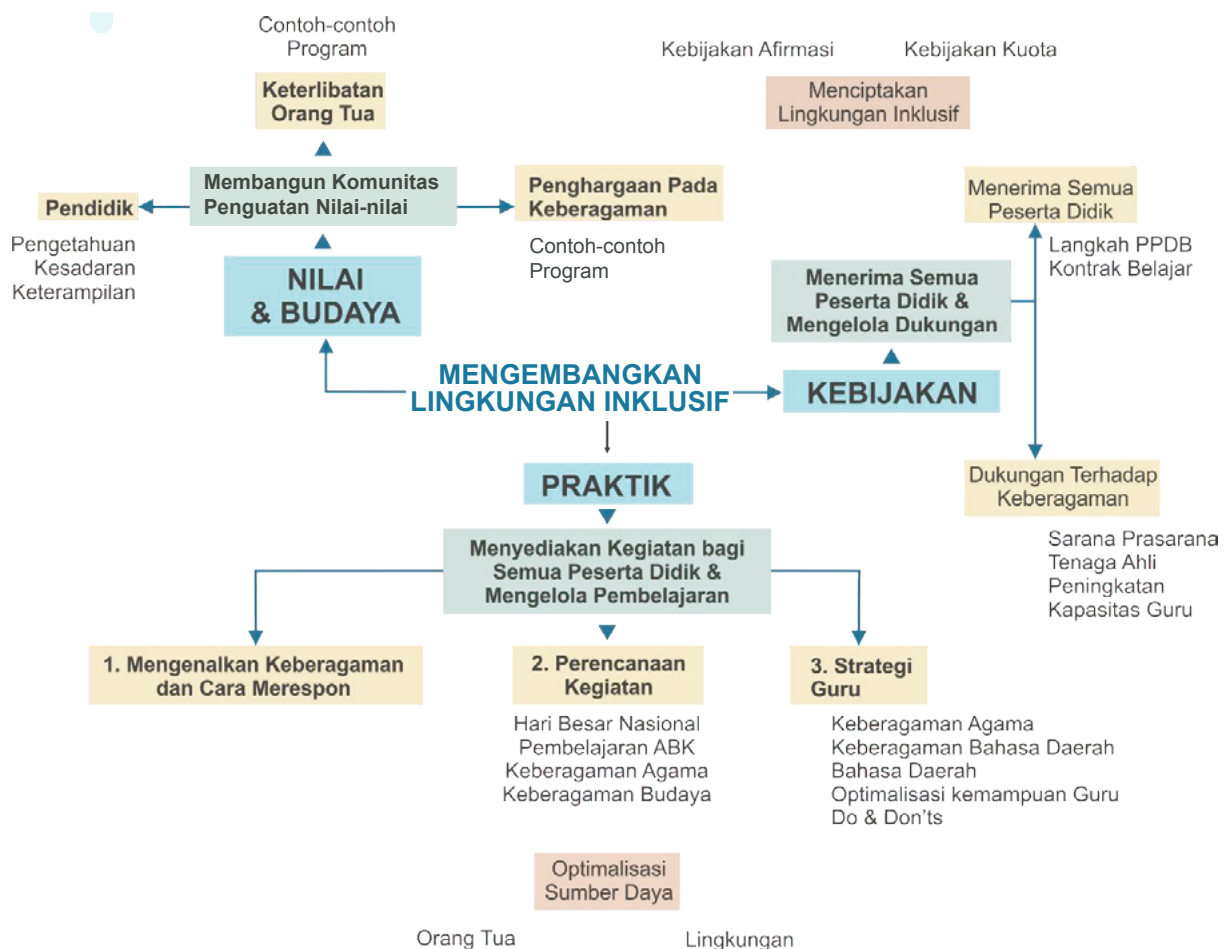 Contoh-contoh
Program
Keterlibatan
Orang Tua
Kebijakan Afirmasi
Kebijakan Kuota
Menciptakan
Lingkungan Inklusif
Membangun Komunitas
Penguatan Nilai-nilai
Pendidik
Pengetahuan
Kesadaran
Keterampilan
Penghargaan Pada
Keberagaman
Contoh-contoh
Program
NILAI
& BUDAYA
Menerima Semua
Peserta Didik
Langkah PPDB
Kontrak Belajar
Menerima Semua
Peserta Didik &
Mengelola Dukungan
KEBIJAKAN
MENGEMBANGKAN
LINGKUNGAN INKLUSIF
Dukungan Terhadap
Keberagaman
Sarana Prasarana
Tenaga Ahli
Peningkatan
Kapasitas Guru
PRAKTIK
Menyediakan Kegiatan bagi
Semua Peserta Didik &
Mengelola Pembelajaran
1. Mengenalkan Keberagaman
dan Cara Merespon
2. Perencanaan
Kegiatan
Hari Besar Nasional
Pembelajaran ABK
Keberagaman Agama
Keberagaman Budaya
3. Strategi
Guru
Keberagaman Agama
Keberagaman Bahasa Daerah
Bahasa Daerah
Optimalisasi kemampuan Guru
Do & Don'ts
Optimalisasi
Sumber Daya
Orang Tua
Lingkungan